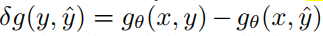 δg(y, ŷ) = g_θ(x, y) − g_θ(x, ŷ)